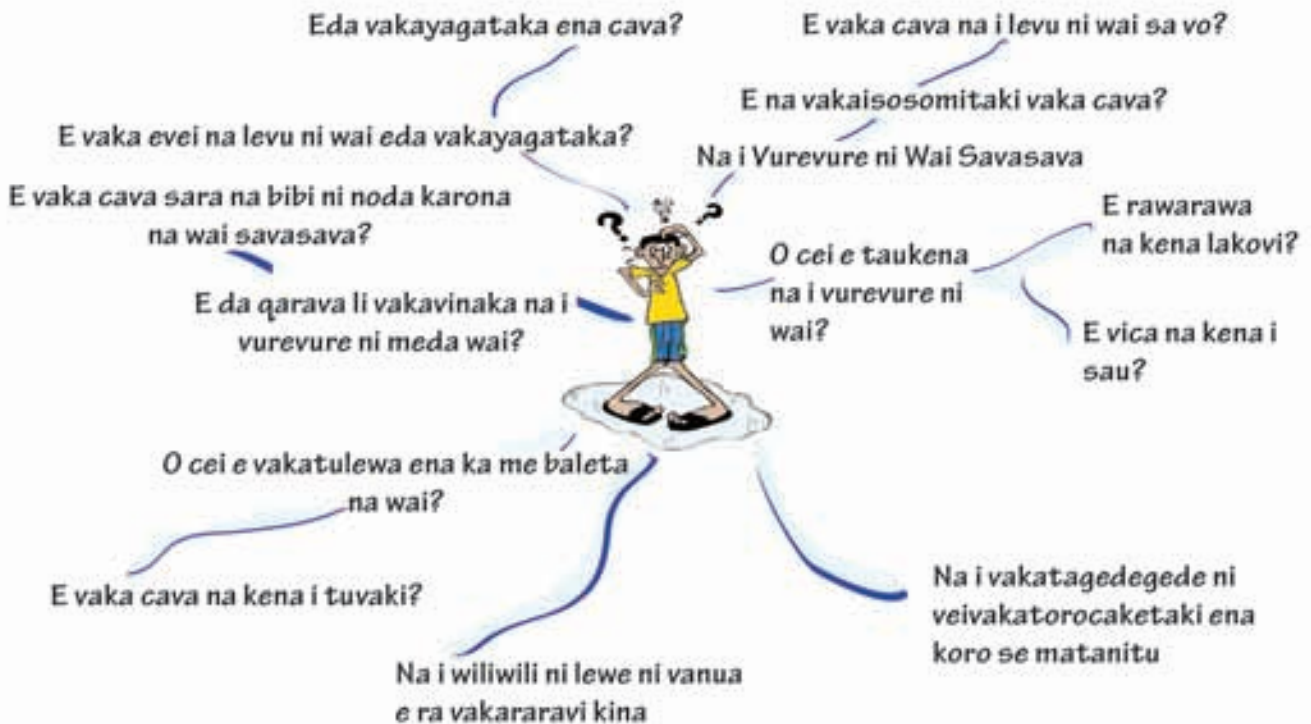 Eda vakayagataka ena cava?
E vaka cava na i levu ni wai sa vo?
E na vakaisosomitaki vaka cava?
E vaka evei na levu ni wai eda vakayagataka?
Na i Vurevure ni Wai Savasava
E vaka cava sara na bibi ni noda karona
na wai savasava?
E rawarawa
na kena lakovi?
O cei e taukena
na i vurevure ni
wai?
E da qarava li vakavinaka na i
vurevure ni meda wai?
E vica na kena i
sau?
O cei e vakatulewa ena ka me baleta
na wai?
E vaka cava na kena i tuvaki?
Na i vakatagedegede ni
veivakatorocaketaki ena
koro se matanitu
Na i wiliwili ni lewe ni vanua
e ra vakararavi kina